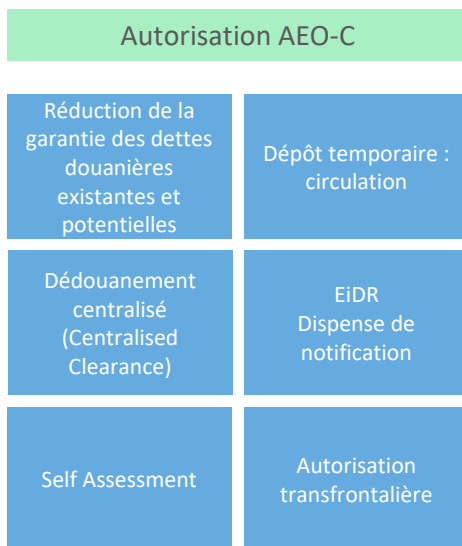 Autorisation AEO-C
Réduction de la
garantie des dettes
douanières
existantes et
potentielles
Dépôt temporaire :
circulation
Dédouanement
centralisé
(Centralised
Clearance)
EiDR
Dispense de
notification
Self Assessment
Autorisation
transfrontalière